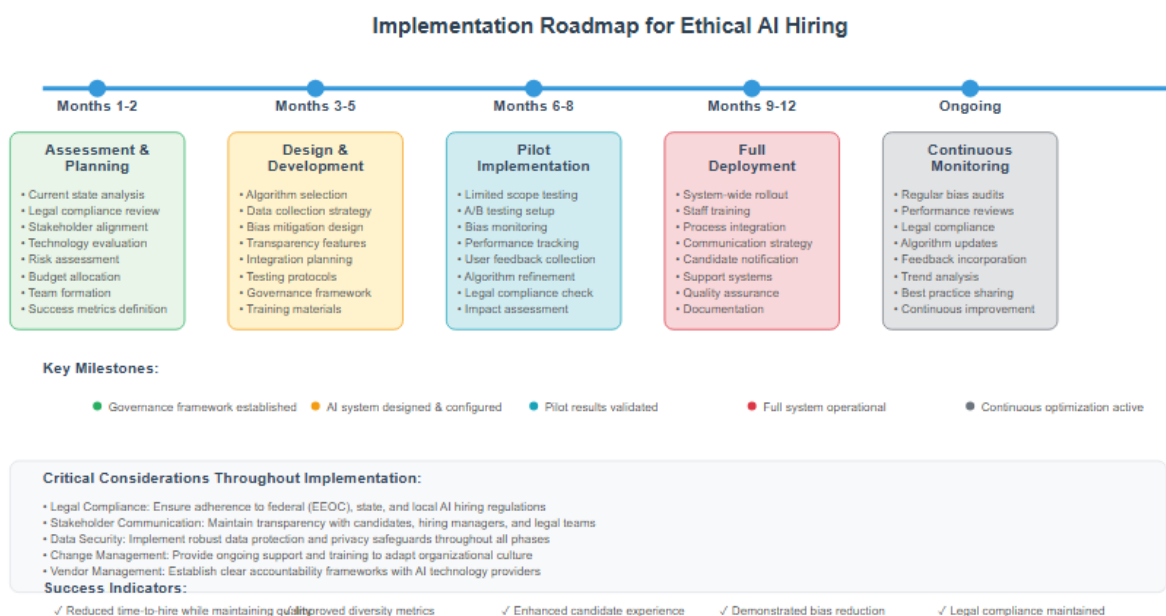 Implementation Roadmap for Ethical AI Hiring
Months 1-2
Months 3-5
Months 6-8
Months 9-12
Ongoing
Assessment &
Planning
• Current state analysis
• Legal compliance review
• Stakeholder alignment
• Technology evaluation
• Risk assessment
• Budget allocation
• Team formation
• Success metrics definition
Design &
Development
• Algorithm selection
• Data collection strategy
• Bias mitigation design
• Transparency features
• Integration planning
• Testing protocols
• Governance framework
• Training materials
Pilot
Implementation
• Limited scope testing
• A/B testing setup
• Bias monitoring
• Performance tracking
• User feedback collection
• Algorithm refinement
• Legal compliance check
• Impact assessment
Full
Deployment
• System-wide rollout
• Staff training
• Process integration
• Communication strategy
• Candidate notification
• Support systems
• Quality assurance
• Documentation
Continuous
Monitoring
• Regular bias audits
• Performance reviews
• Legal compliance
• Algorithm updates
• Feedback incorporation
• Trend analysis
• Best practice sharing
• Continuous improvement
Key Milestones:
Governance framework established
AI system designed & configured
Pilot results validated
Full system operational
Continuous optimization active
Critical Considerations Throughout Implementation:
• Legal Compliance: Ensure adherence to federal (EEOC), state, and local AI hiring regulations
• Stakeholder Communication: Maintain transparency with candidates, hiring managers, and legal teams
• Data Security: Implement robust data protection and privacy safeguards throughout all phases
• Change Management: Provide ongoing support and training to adapt organizational culture
• Vendor Management: Establish clear accountability frameworks with AI technology providers
Success Indicators:
✓ Reduced time-to-hire while maintaining quality
✓ Improved diversity metrics
✓ Enhanced candidate experience
✓ Demonstrated bias reduction
✓ Legal compliance maintained